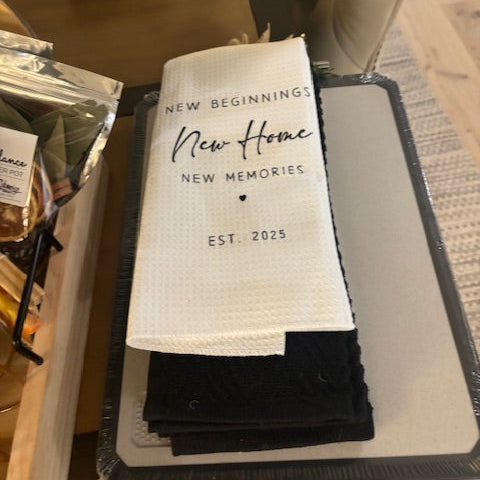 NEW BEGINNINGS
New Home
NEW MEMORIES
EST. 2025